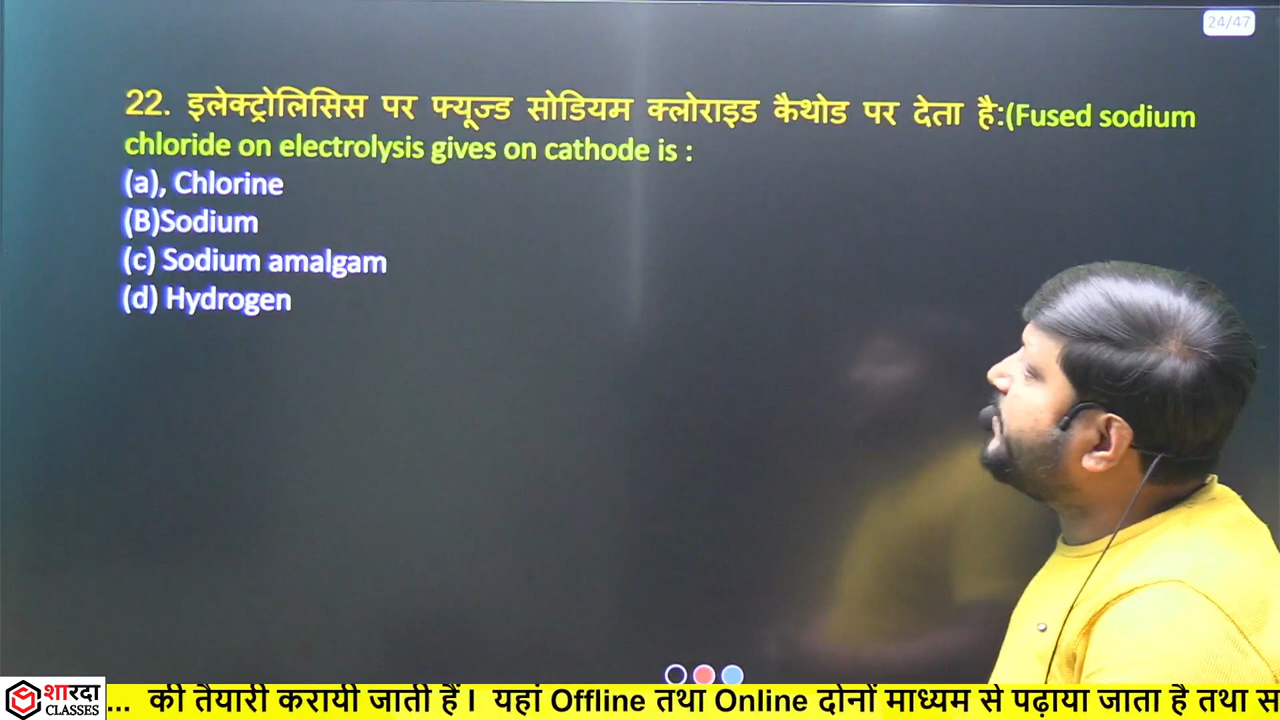 24/47
22. इलेक्ट्रोलिसिस पर फ्यूज्ड सोडियम क्लोराइड कैथोड पर देता है:(Fused sodium
chloride on electrolysis gives on cathode is :
(a), Chlorine
(B)Sodium
(c) Sodium amalgam
(d) Hydrogen
शारदा
CLASSES
... की तैयारी करायी जाती हैं। यहां Offline तथा Online दोनों माध्यम से पढ़ाया जाता है तथा स